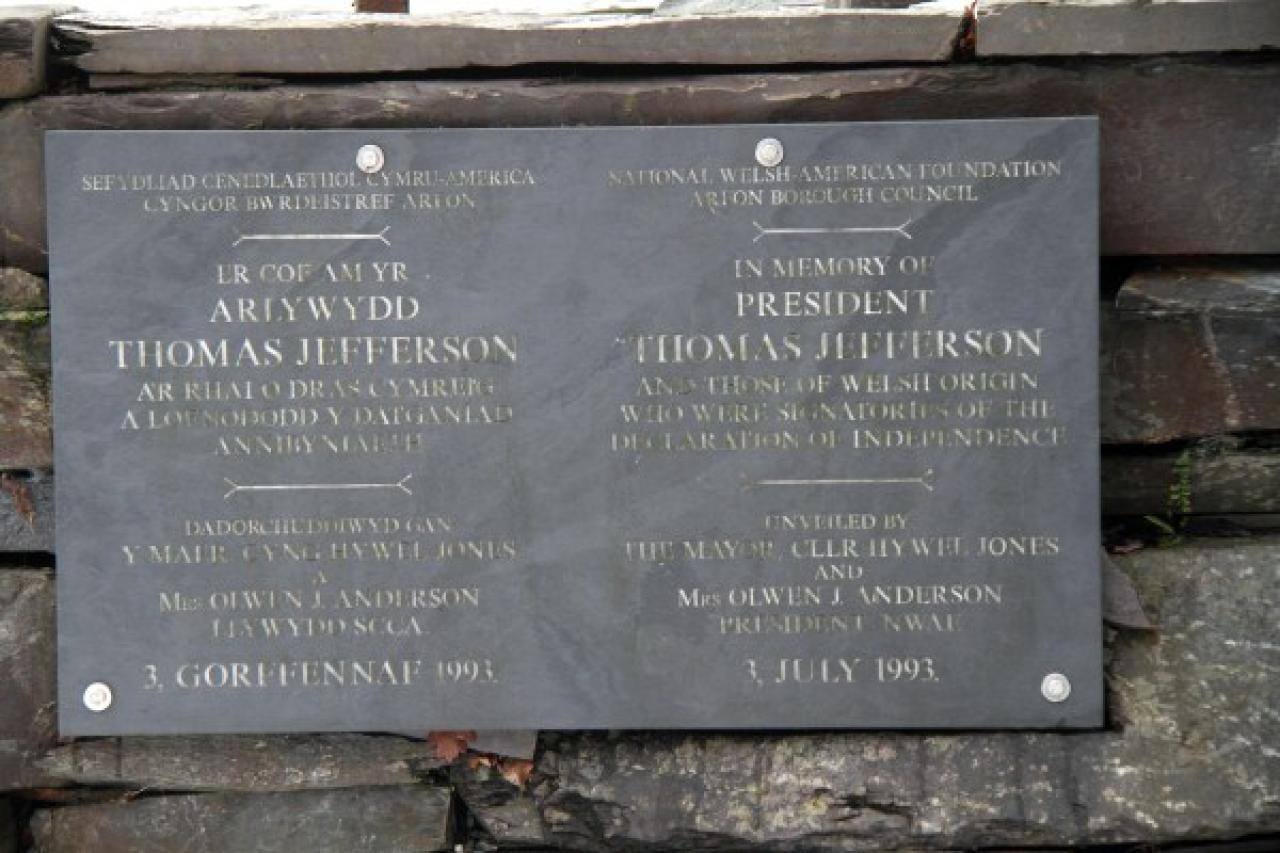 SEFYDLIAD CENEDLAETHOL CYMRU-AMERICA
CYNGOR BWRDEISTREF ARFON
ER COF AM YR
ARLYWYDD
THOMAS JEFFERSON
A'R RHAI O DRAS CYMREIG
A LOFNODODD Y DATGANIAD
ANNIBYNIAETH
DADORCHUDDIWYD GAN
Y MAER, CYNG HYWEL JONES
A
MRS OLWEN J. ANDERSON
LLYWYDD SCCA.
3, GORFFENNAF 1993.
NATIONAL WELSH-AMERICAN FOUNDATION
ARFON BOROUGH COUNCIL
IN MEMORY OF
PRESIDENT
THOMAS JEFFERSON
AND THOSE OF WELSH ORIGIN
WHO WERE SIGNATORIES OF THE
DECLARATION OF INDEPENDENCE
UNVEILED BY
THE MAYOR, CLLR HYWEL JONES
AND
MRS OLWEN J. ANDERSON
PRESIDENT NWAF
3, JULY 1993.